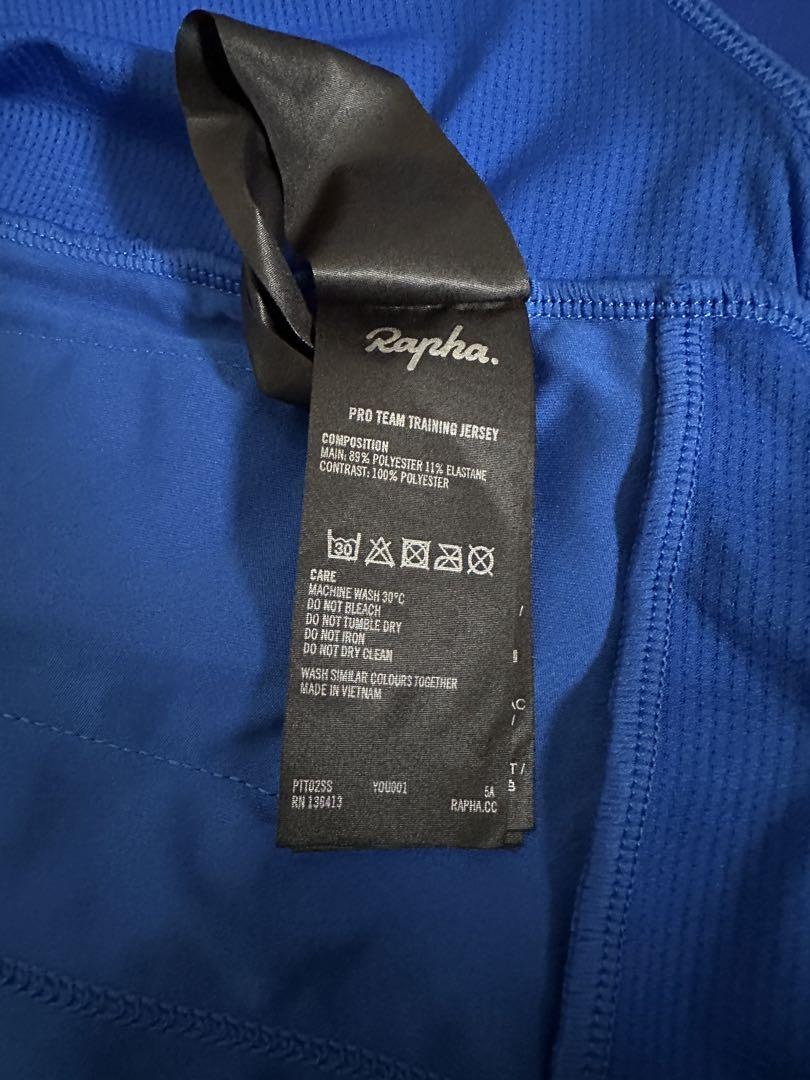 Rapha.
PRO TEAM TRAINING JERSEY
COMPOSITION
MAIN: 89% POLYESTER 11% ELASTANE
CONTRAST: 100% POLYESTER
30
CARE
MACHINE WASH 30°C
DO NOT BLEACH
DO NOT TUMBLE DRY
DO NOT IRON
DO NOT DRY CLEAN
WASH SIMILAR COLOURS TOGETHER
MADE IN VIETNAM
PTT02SS YOU001 5A
RN 138413 RAPHA.CC